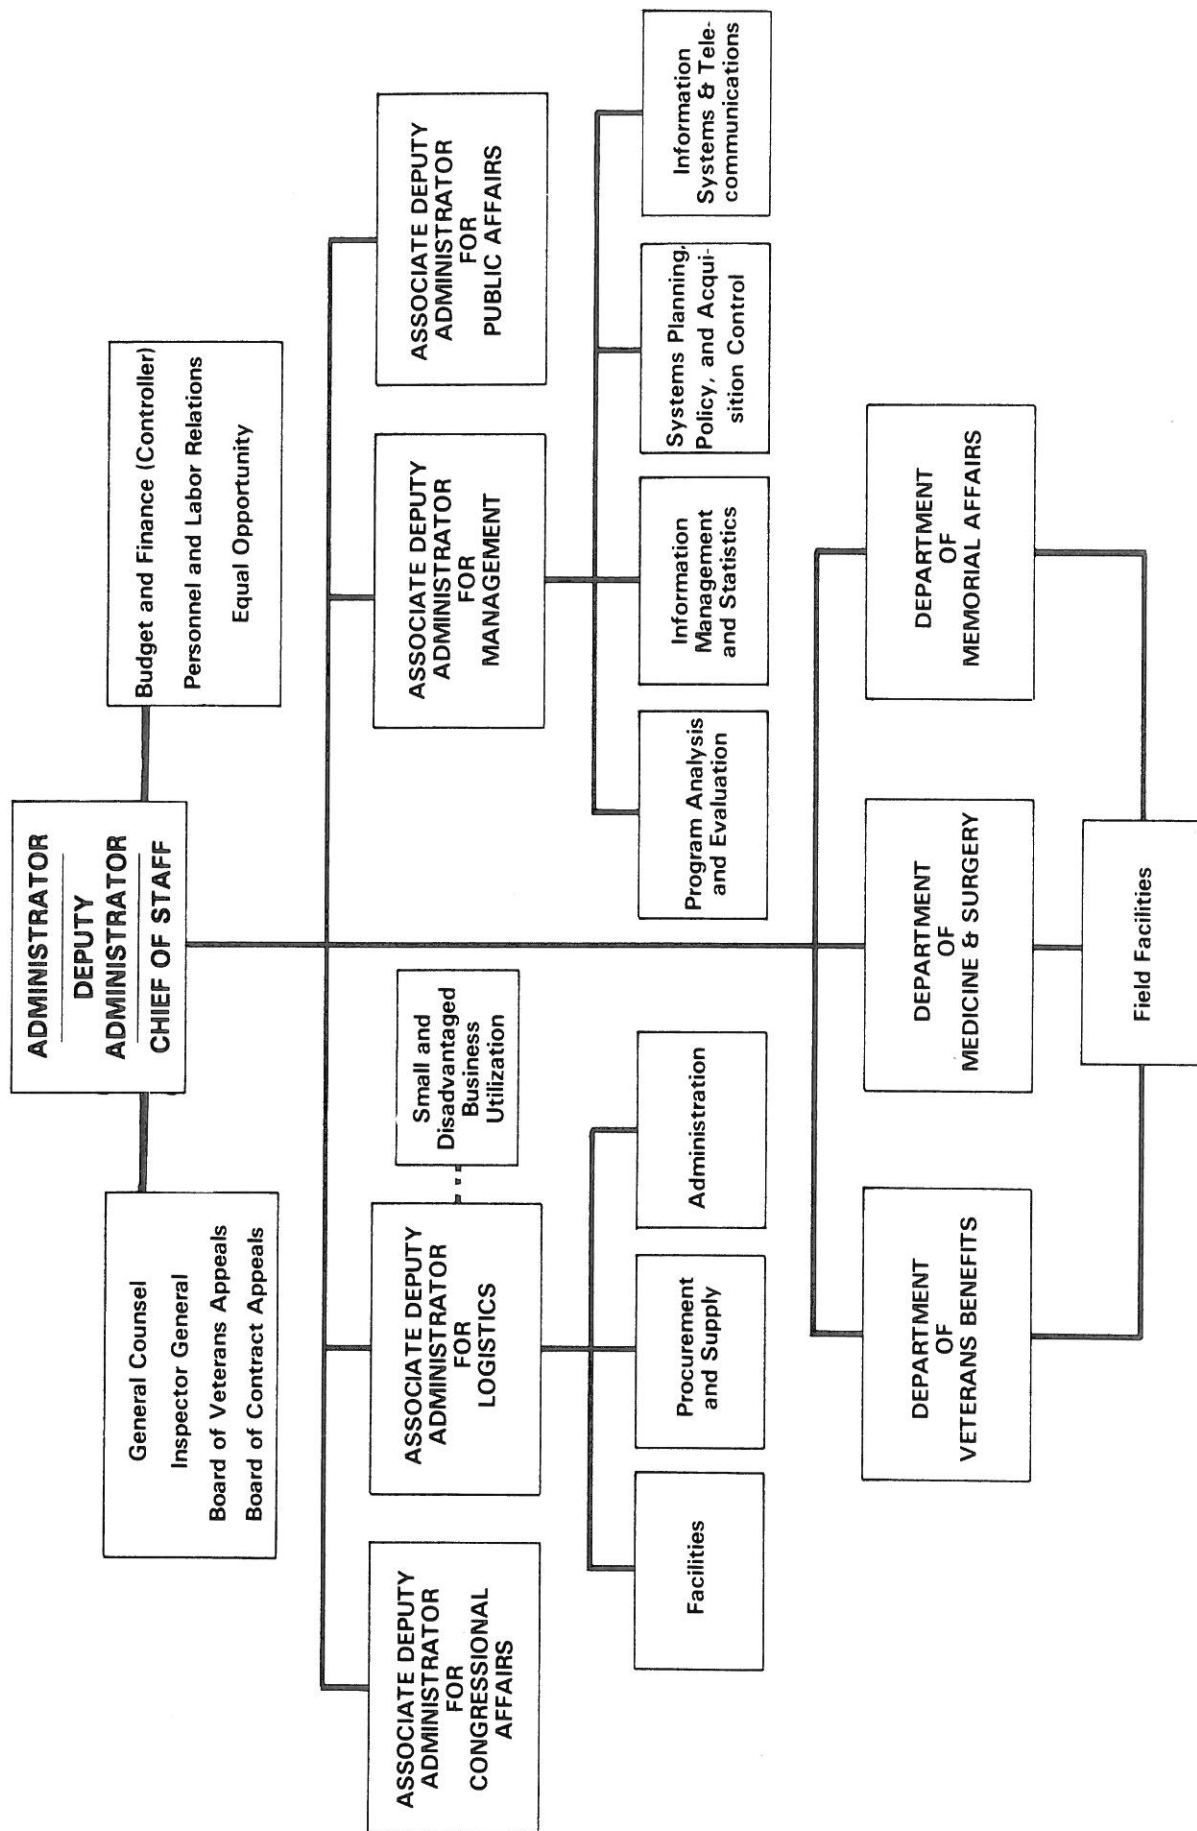 ADMINISTRATOR
DEPUTY
ADMINISTRATOR
CHIEF OF STAFF
General Counsel
Inspector General
Board of Veterans Appeals
Board of Contract Appeals
Budget and Finance (Controller)
Personnel and Labor Relations
Equal Opportunity
ASSOCIATE DEPUTY
ADMINISTRATOR
FOR
CONGRESSIONAL
AFFAIRS
ASSOCIATE DEPUTY
ADMINISTRATOR
FOR
LOGISTICS
Small and
Disadvantaged
Business
Utilization
ASSOCIATE DEPUTY
ADMINISTRATOR
FOR
MANAGEMENT
ASSOCIATE DEPUTY
ADMINISTRATOR
FOR
PUBLIC AFFAIRS
Facilities
Procurement
and Supply
Administration
Program Analysis
and Evaluation
Information
Management
and Statistics
Systems Planning,
Policy, and Acqui-
sition Control
Information
Systems & Tele-
communications
DEPARTMENT
OF
VETERANS BENEFITS
DEPARTMENT
OF
MEDICINE & SURGERY
DEPARTMENT
OF
MEMORIAL AFFAIRS
Field Facilities